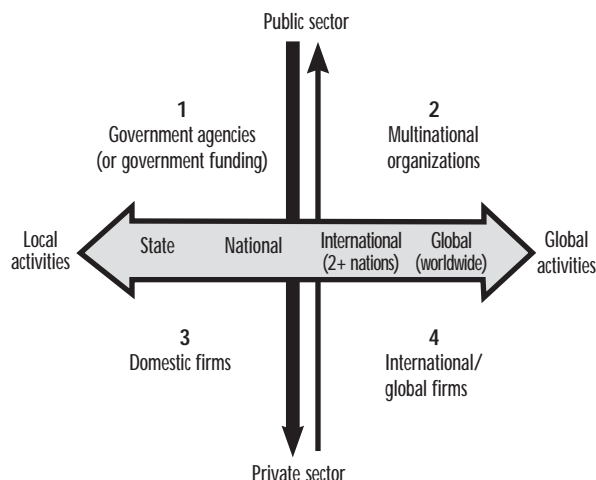 Public sector
1
Government agencies
(or government funding)
2
Multinational
organizations
Local
activities
State
National
International
(2+ nations)
Global
(worldwide)
Global
activities
3
Domestic firms
4
International/
global firms
Private sector